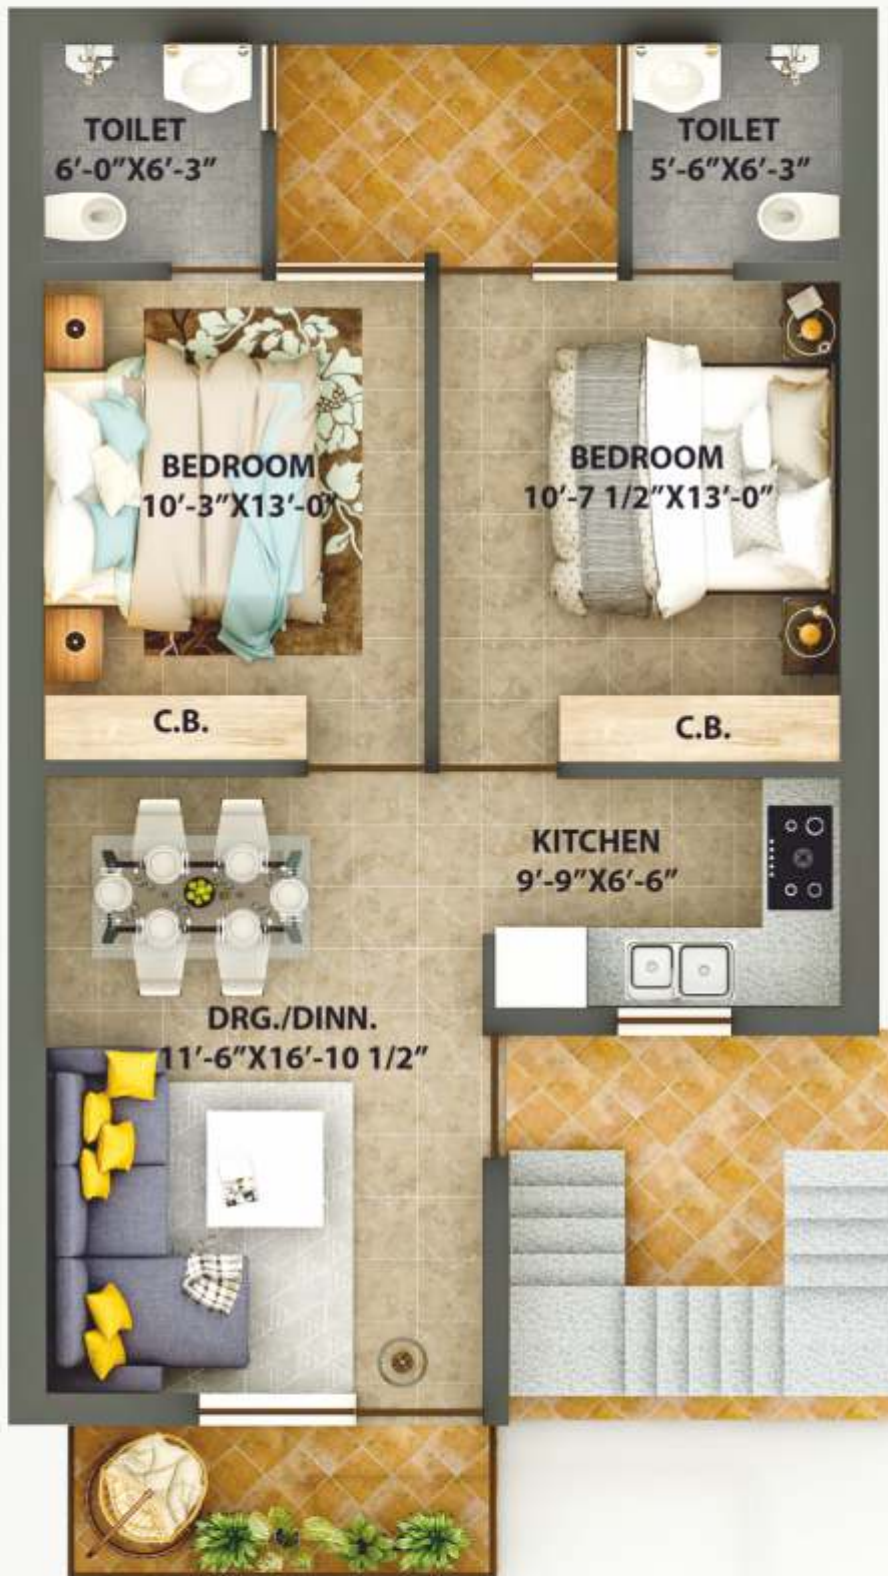 TOILET
6'-0"X6'-3"
TOILET
5'-6"X6'-3"
BEDROOM
10'-3"X13'-0"
BEDROOM
10'-7 1/2"X13'-0"
C.B.
C.B.
KITCHEN
9'-9"X6'-6"
DRG./DINN.
11'-6"X16'-10 1/2"